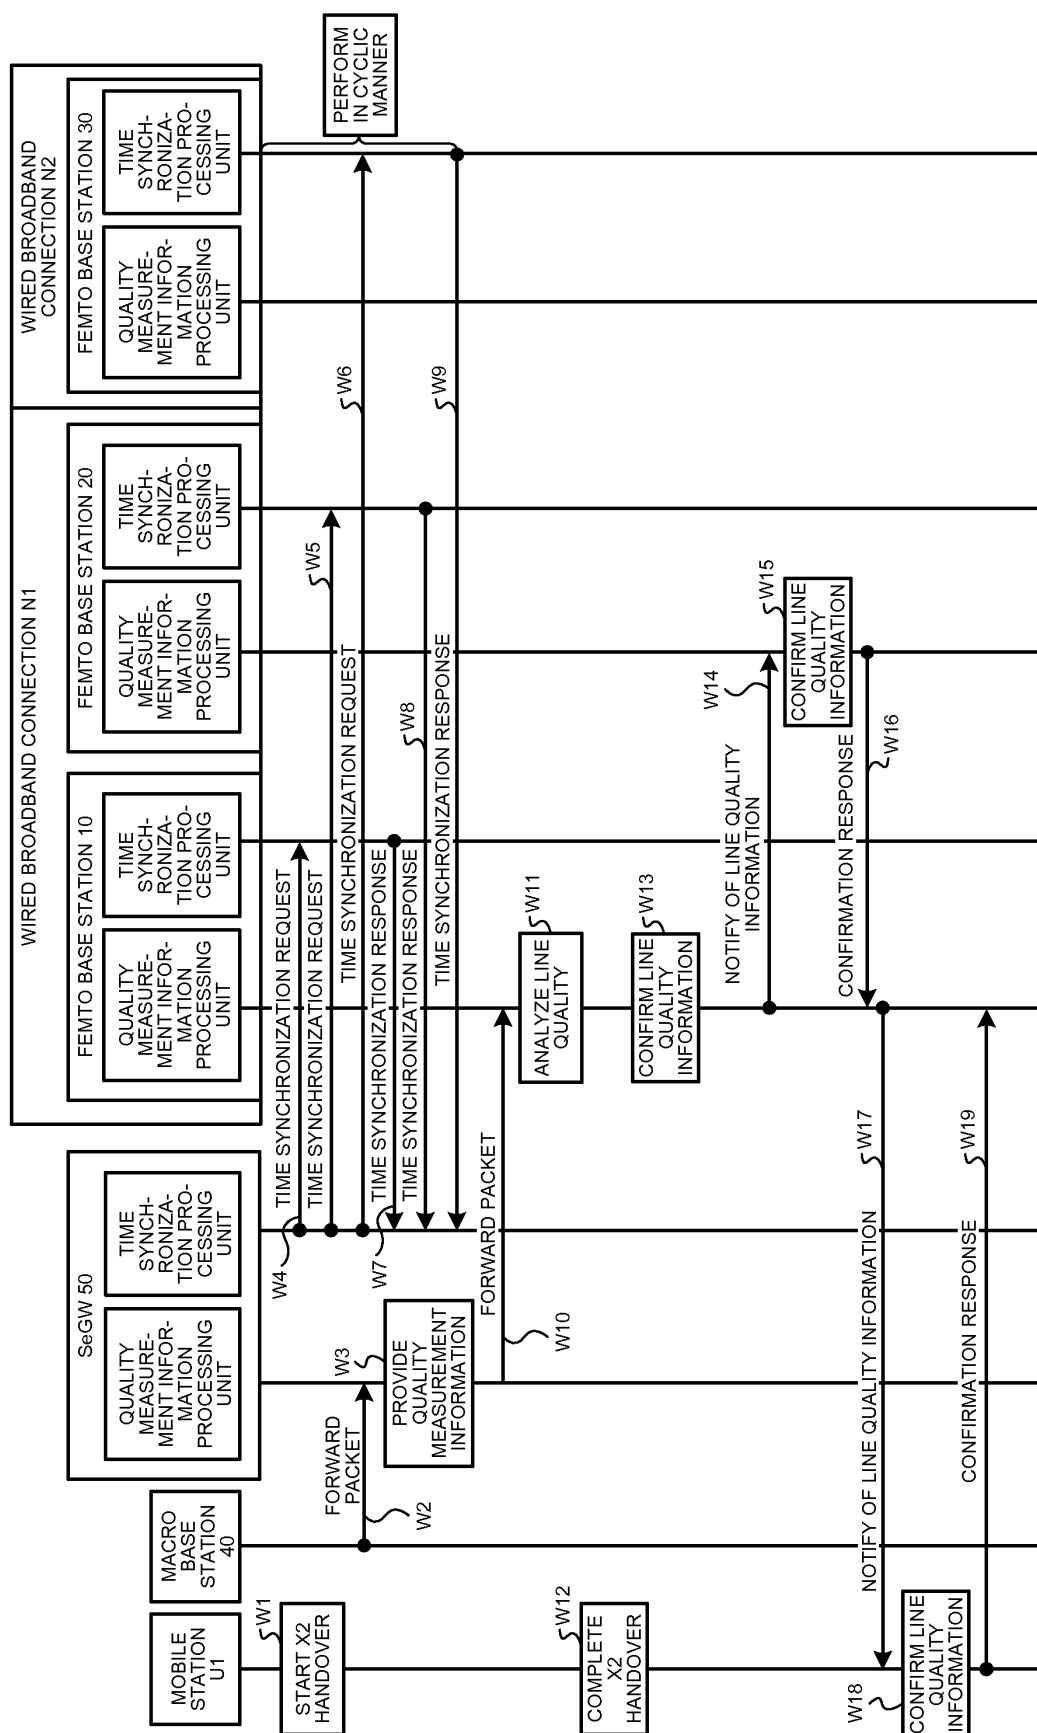 WIRED BROADBAND CONNECTION N1
WIRED BROADBAND
CONNECTION N2
MOBILE
STATION
U1
MACRO
BASE
STATION
40
SeGW 50
QUALITY
MEASURE-
MENT INFOR-
MATION
PROCESSING
UNIT
TIME
SYNCH-
RONIZA-
TION PRO-
CESSING
UNIT
FEMTO BASE STATION 10
QUALITY
MEASURE-
MENT INFOR-
MATION
PROCESSING
UNIT
TIME
SYNCH-
RONIZA-
TION PRO-
CESSING
UNIT
FEMTO BASE STATION 20
QUALITY
MEASURE-
MENT INFOR-
MATION
PROCESSING
UNIT
TIME
SYNCH-
RONIZA-
TION PRO-
CESSING
UNIT
FEMTO BASE STATION 30
QUALITY
MEASURE-
MENT INFOR-
MATION
PROCESSING
UNIT
TIME
SYNCH-
RONIZA-
TION PRO-
CESSING
UNIT
W1
START X2
HANDOVER
FORWARD
PACKET
W2
W3
PROVIDE
QUALITY
MEASUREMENT
INFORMATION
W4
TIME SYNCHRONIZATION REQUEST
TIME SYNCHRONIZATION REQUEST
W5
TIME SYNCHRONIZATION REQUEST
W6
W7
TIME SYNCHRONIZATION RESPONSE
TIME SYNCHRONIZATION RESPONSE
W8
TIME SYNCHRONIZATION RESPONSE
W9
PERFORM
IN CYCLIC
MANNER
FORWARD PACKET
W10
W11
ANALYZE LINE
QUALITY
W12
COMPLETE
X2
HANDOVER
W13
CONFIRM LINE
QUALITY
INFORMATION
NOTIFY OF LINE QUALITY
INFORMATION
W14
W15
CONFIRM LINE
QUALITY
INFORMATION
CONFIRMATION RESPONSE
W16
NOTIFY OF LINE QUALITY INFORMATION
W17
W18
CONFIRM LINE
QUALITY
INFORMATION
CONFIRMATION RESPONSE
W19